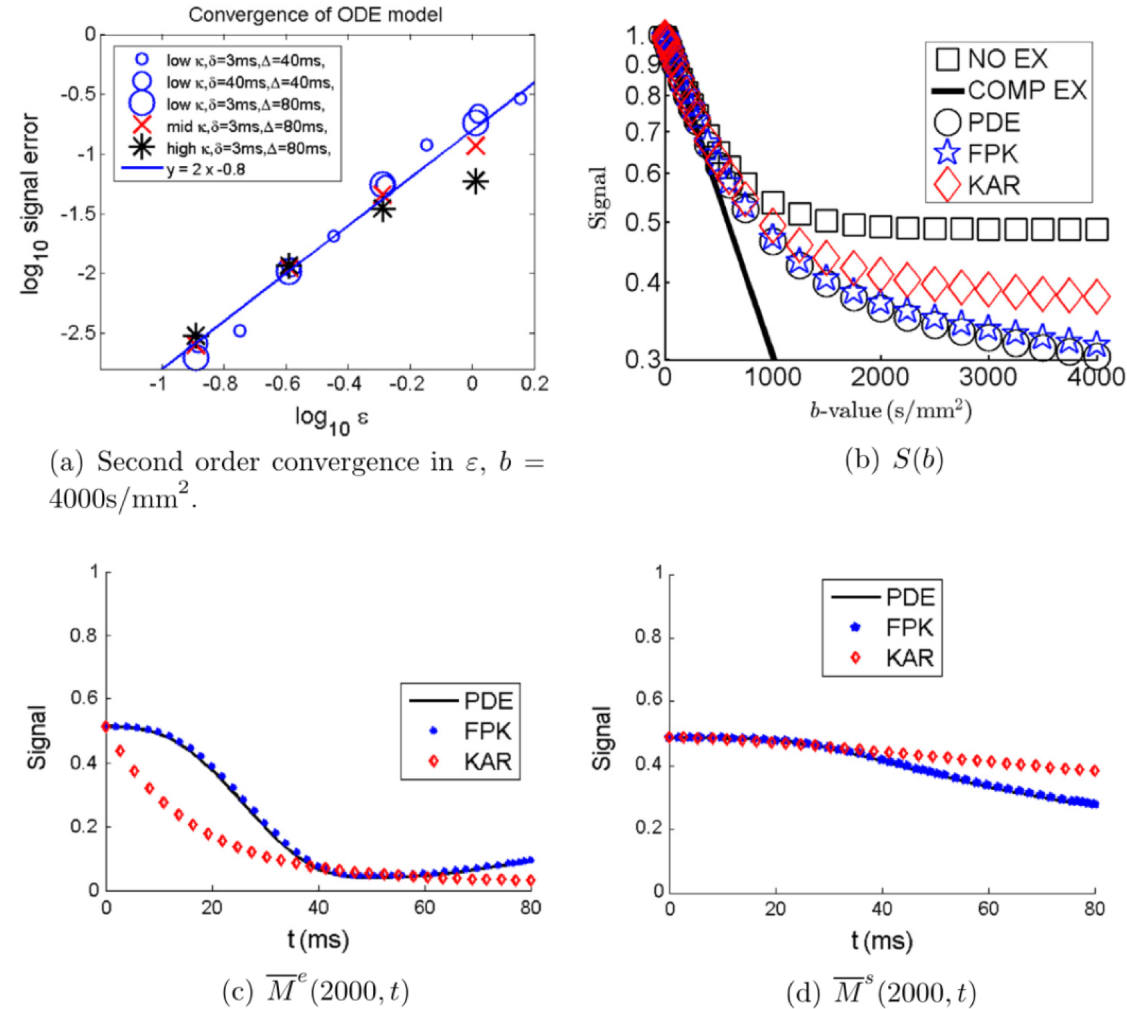 Convergence of ODE model
log10 signal error
0
-0.5
-1
-1.5
-2
-2.5
low κ,δ=3ms,Δ=40ms,
low κ,δ=40ms,Δ=40ms,
low κ,δ=3ms,Δ=80ms,
mid κ,δ=3ms,Δ=80ms,
high κ,δ=3ms,Δ=80ms,
y = 2 x -0.8
-1 -0.8 -0.6 -0.4 -0.2 0 0.2
log10 ε
(a) Second order convergence in ε, b =
4000s/mm².
Signal
1.0
0.9
0.8
0.7
0.6
0.5
0.4
0.3
NO EX
COMP EX
PDE
FPK
KAR
0 1000 2000 3000 4000
b-value (s/mm²)
(b) S(b)
Signal
1
0.8
0.6
0.4
0.2
0
PDE
FPK
KAR
0 20 40 60 80
t (ms)
(c) M̅ᵉ(2000, t)
Signal
1
0.8
0.6
0.4
0.2
0
PDE
FPK
KAR
0 20 40 60 80
t (ms)
(d) M̅ˢ(2000, t)